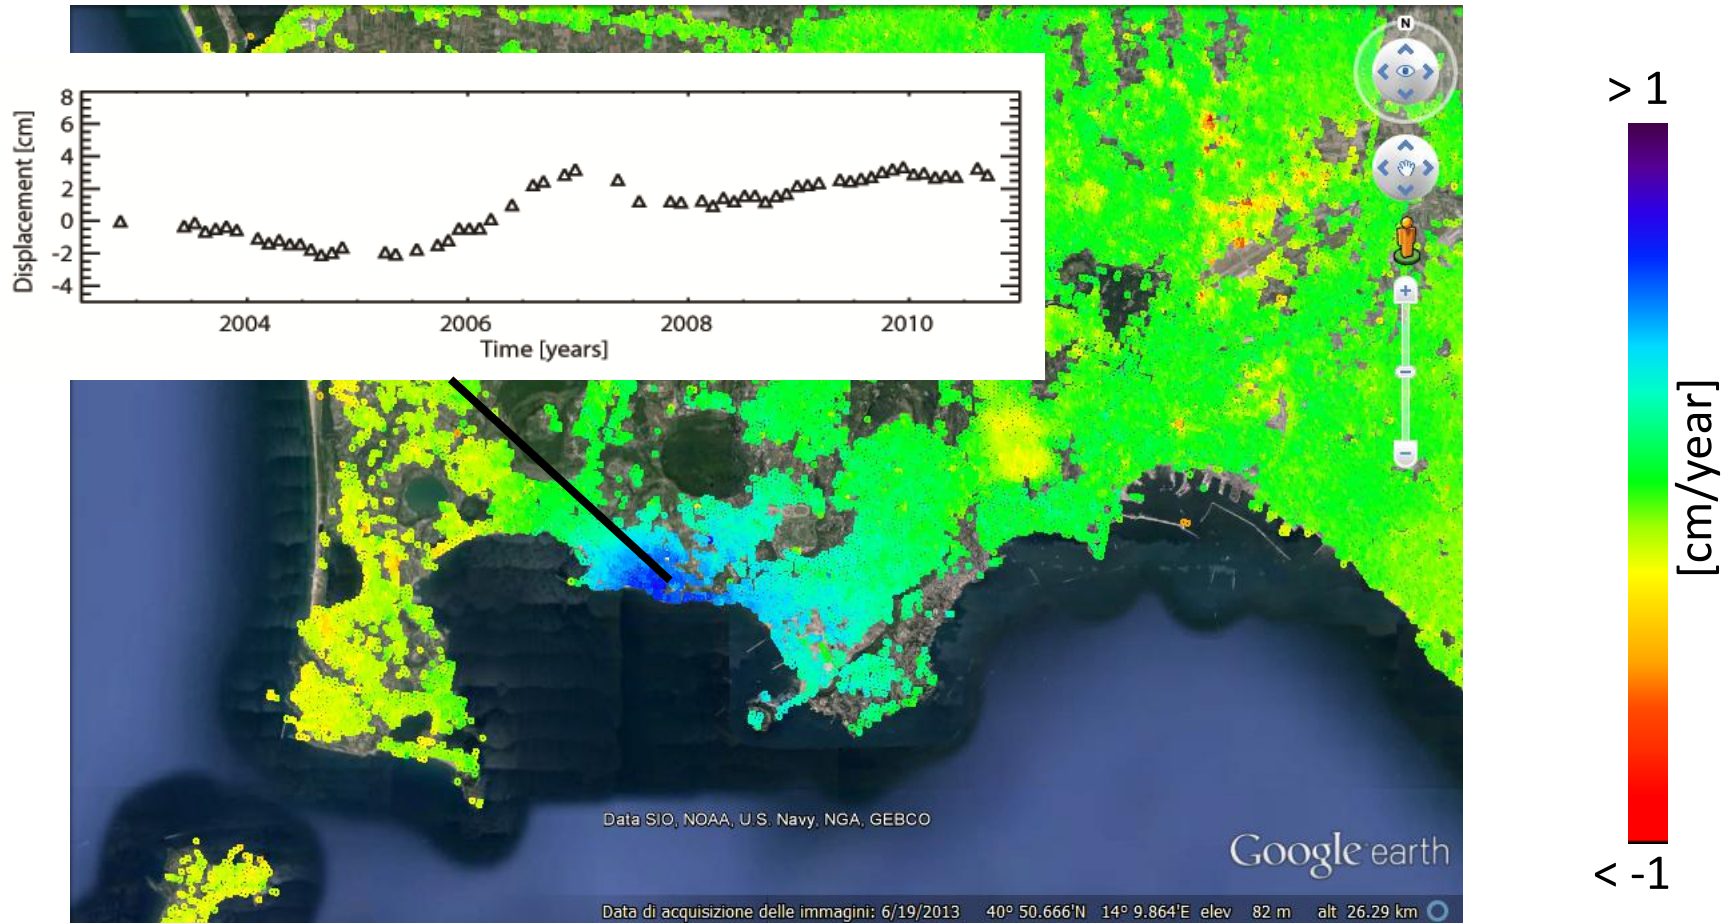 N
> 1
8
6
4
2
0
-2
-4
Displacement [cm]
2004 2006 2008 2010
Time [years]
[cm/year]
< -1
Data SIO, NOAA, U.S. Navy, NGA, GEBCO
Google earth
Data di acquisizione delle immagini: 6/19/2013 40° 50.666'N 14° 9.864'E elev 82 m alt 26.29 km